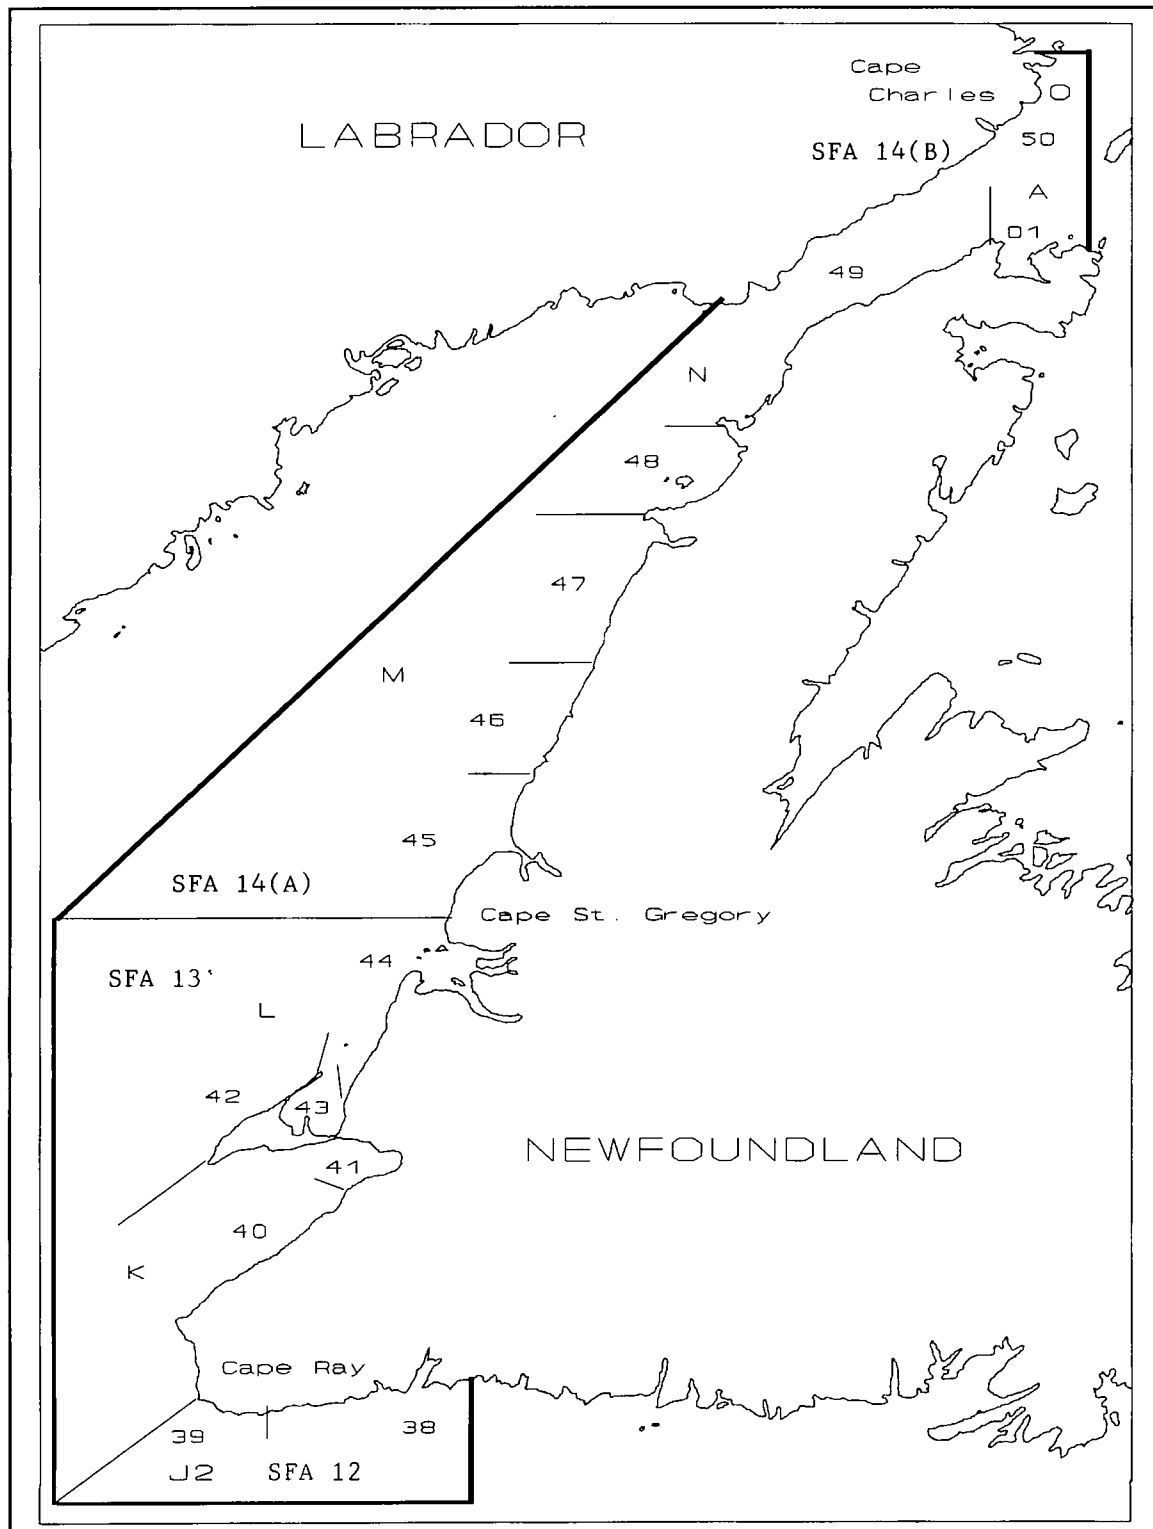 Cape
Charles
O
LABRADOR
50
SFA 14(B)
A
01
49
N
48
47
M
46
45
SFA 14(A)
Cape St. Gregory
44
SFA 13'
L
42
43
NEWFOUNDLAND
41
40
K
Cape Ray
38
39
J2
SFA 12